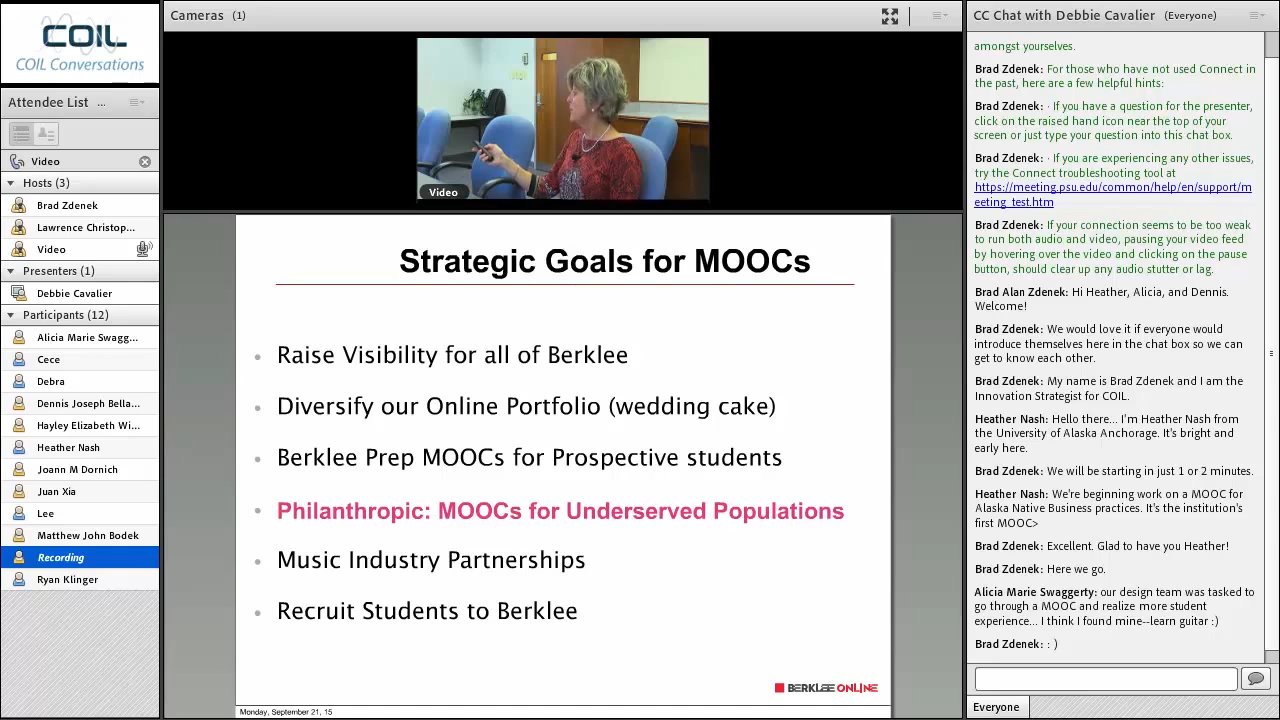 COIL
COIL Conversations
Attendee List ...
Video
Hosts (3)
Brad Zdenek
Lawrence Christop...
Video
Presenters (1)
Debbie Cavalier
Participants (12)
Alicia Marie Swagg...
Cece
Debra
Dennis Joseph Bella...
Hayley Elizabeth Wi...
Heather Nash
Joann M Dornich
Juan Xia
Lee
Matthew John Bodek
Recording
Ryan Klinger
Cameras (1)
Video
Strategic Goals for MOOCs
• Raise Visibility for all of Berklee
• Diversify our Online Portfolio (wedding cake)
• Berklee Prep MOOCs for Prospective students
• Philanthropic: MOOCs for Underserved Populations
• Music Industry Partnerships
• Recruit Students to Berklee
BERKLEE ONLINE
Monday, September 21, 15
CC Chat with Debbie Cavalier (Everyone)
amongst yourselves.
Brad Zdenek: For those who have not used Connect in
the past, here are a few helpful hints:
Brad Zdenek: · If you have a question for the presenter,
click on the raised hand icon near the top of your
screen or just type your question into this chat box.
Brad Zdenek: · If you are experiencing any other issues,
try the Connect troubleshooting tool at
https://meeting.psu.edu/common/help/en/support/m
eeting_test.htm
Brad Zdenek: If your connection seems to be too weak
to run both audio and video, pausing your video feed
by hovering over the video and clicking on the pause
button, should clear up any audio stutter or lag.
Brad Alan Zdenek: Hi Heather, Alicia, and Dennis.
Welcome!
Brad Zdenek: We would love it if everyone would
introduce themselves here in the chat box so we can
get to know each other.
Brad Zdenek: My name is Brad Zdenek and I am the
Innovation Strategist for COIL.
Heather Nash: Hello there... I'm Heather Nash from
the University of Alaska Anchorage. It's bright and
early here.
Brad Zdenek: We will be starting in just 1 or 2 minutes.
Heather Nash: We're beginning work on a MOOC for
Alaska Native Business practices. It's the institution's
first MOOC>
Brad Zdenek: Excellent. Glad to have you Heather!
Brad Zdenek: Here we go.
Alicia Marie Swaggerty: our design team was tasked to
go through a MOOC and realize more student
experience... I think I found mine--learn guitar :)
Brad Zdenek: : )
Everyone